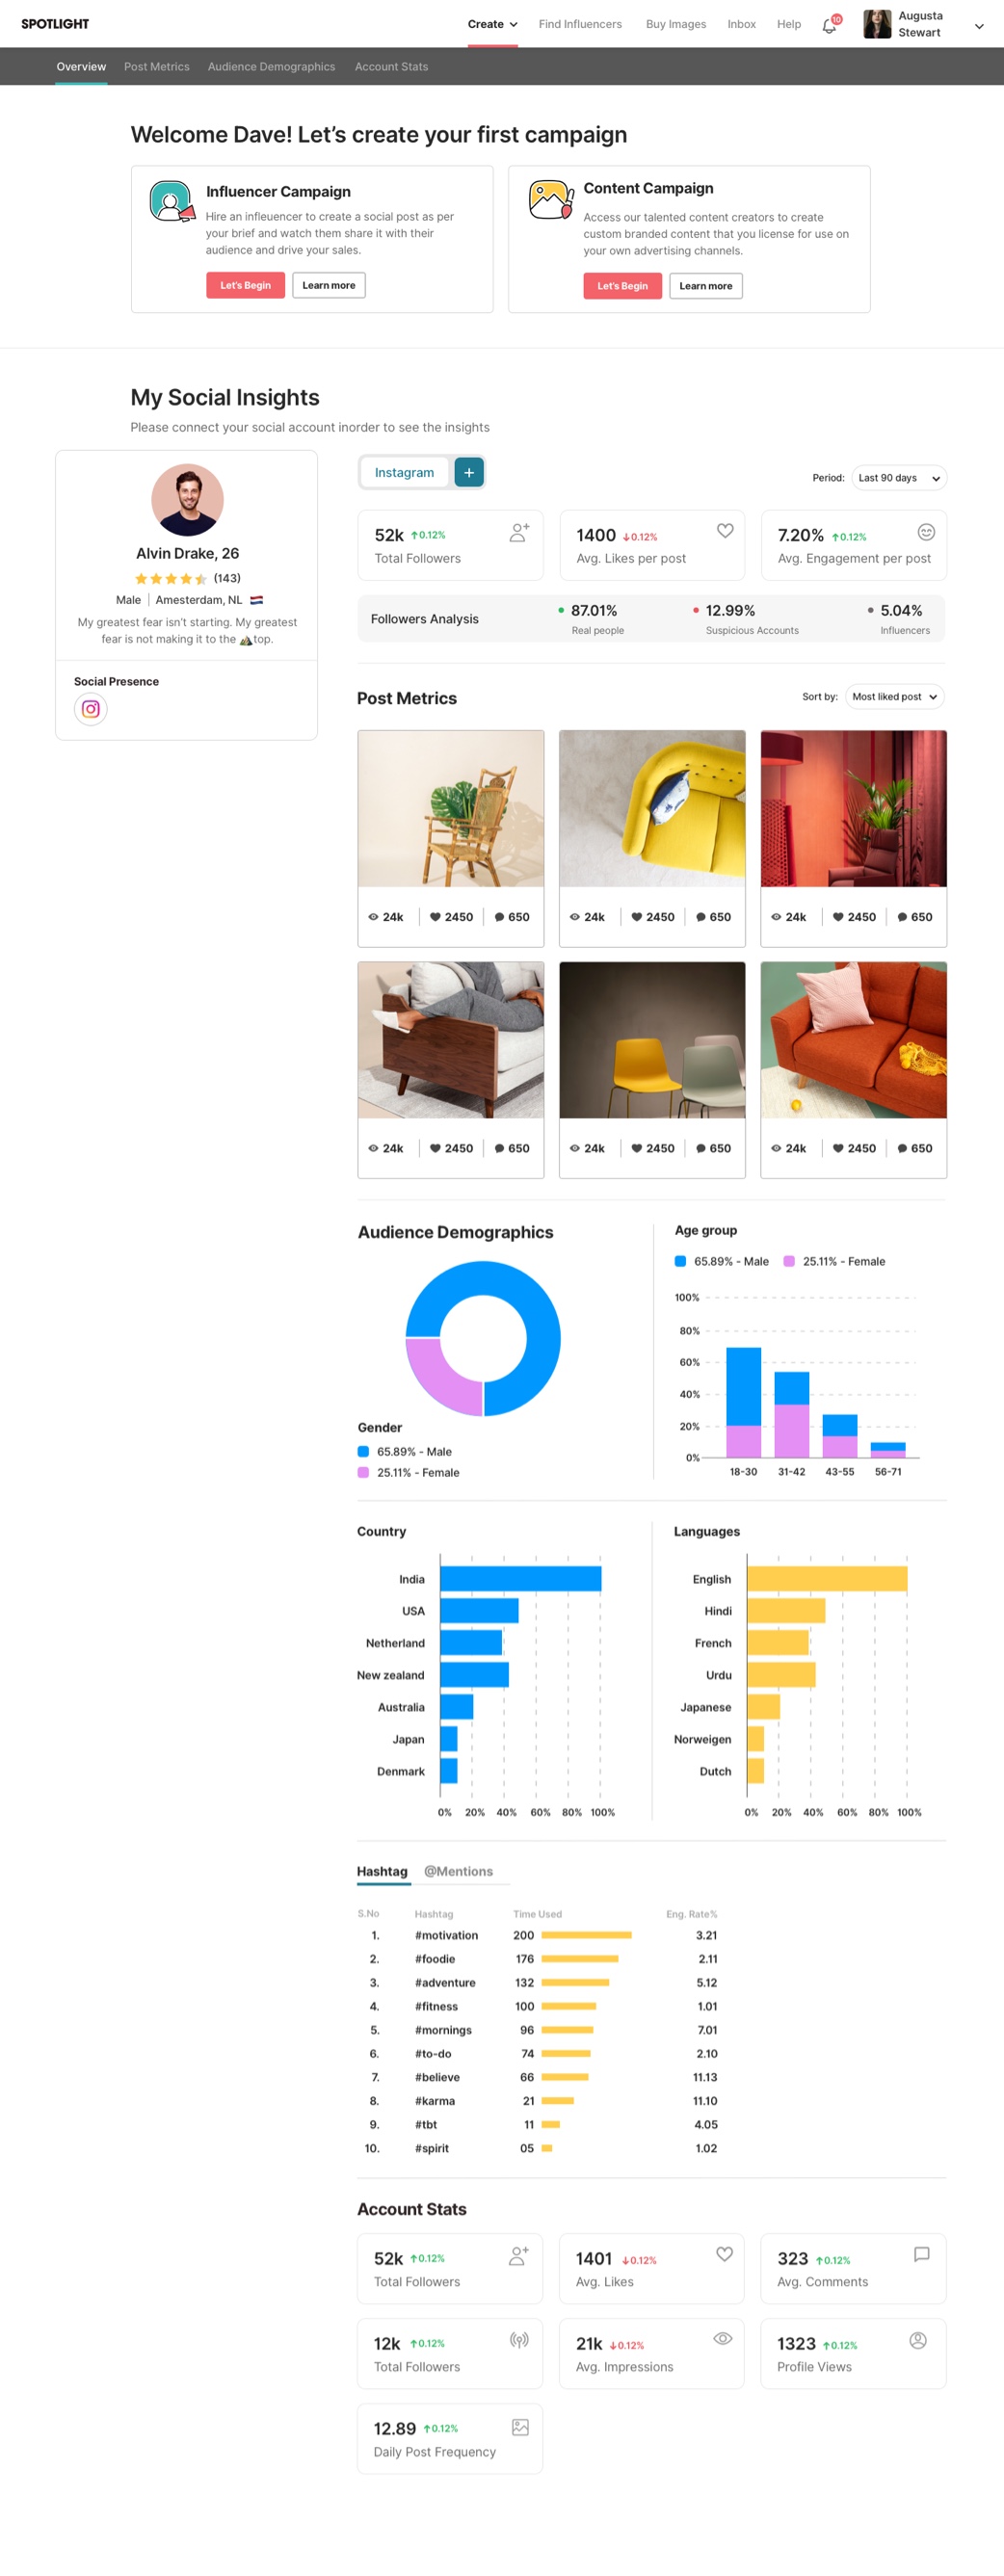 SPOTLIGHT
Create
Find Influencers
Buy Images
Inbox
Help
10
Augusta
Stewart
Overview
Post Metrics
Audience Demographics
Account Stats
Welcome Dave! Let's create your first campaign
Influencer Campaign
Hire an infleuencer to create a social post as per
your brief and watch them share it with their
audience and drive your sales.
Let's Begin
Learn more
Content Campaign
Access our talented content creators to create
custom branded content that you license for use on
your own advertising channels.
Let's Begin
Learn more
My Social Insights
Please connect your social account inorder to see the insights
Alvin Drake, 26
(143)
Male | Amesterdam, NL
My greatest fear isn't starting. My greatest
fear is not making it to the top.
Social Presence
Instagram
+
Period:
Last 90 days
52k 0.12%
Total Followers
1400 0.12%
Avg. Likes per post
7.20% 0.12%
Avg. Engagement per post
Followers Analysis
87.01%
Real people
12.99%
Suspicious Accounts
5.04%
Influencers
Post Metrics
Sort by:
Most liked post
24k 2450 650
24k 2450 650
24k 2450 650
24k 2450 650
24k 2450 650
24k 2450 650
Audience Demographics
Gender
65.89% - Male
25.11% - Female
Age group
65.89% - Male
25.11% - Female
100%
80%
60%
40%
20%
0%
18-30 31-42 43-55 56-71
Country
India
USA
Netherland
New zealand
Australia
Japan
Denmark
0% 20% 40% 60% 80% 100%
Languages
English
Hindi
French
Urdu
Japanese
Norweigen
Dutch
0% 20% 40% 60% 80% 100%
Hashtag
@Mentions
S.No Hashtag Time Used Eng. Rate%
1. #motivation 200 3.21
2. #foodie 176 2.11
3. #adventure 132 5.12
4. #fitness 100 1.01
5. #mornings 96 7.01
6. #to-do 74 2.10
7. #believe 66 11.13
8. #karma 21 11.10
9. #tbt 11 4.05
10. #spirit 05 1.02
Account Stats
52k 0.12%
Total Followers
1401 0.12%
Avg. Likes
323 0.12%
Avg. Comments
12k 0.12%
Total Followers
21k 0.12%
Avg. Impressions
1323 0.12%
Profile Views
12.89 0.12%
Daily Post Frequency